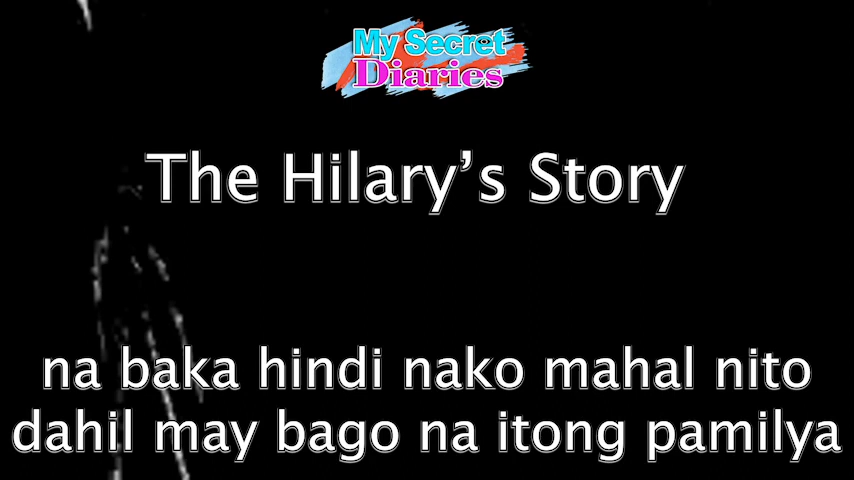 My Secret
Diaries
The Hilary’s Story
na baka hindi nako mahal nito
dahil may bago na itong pamilya